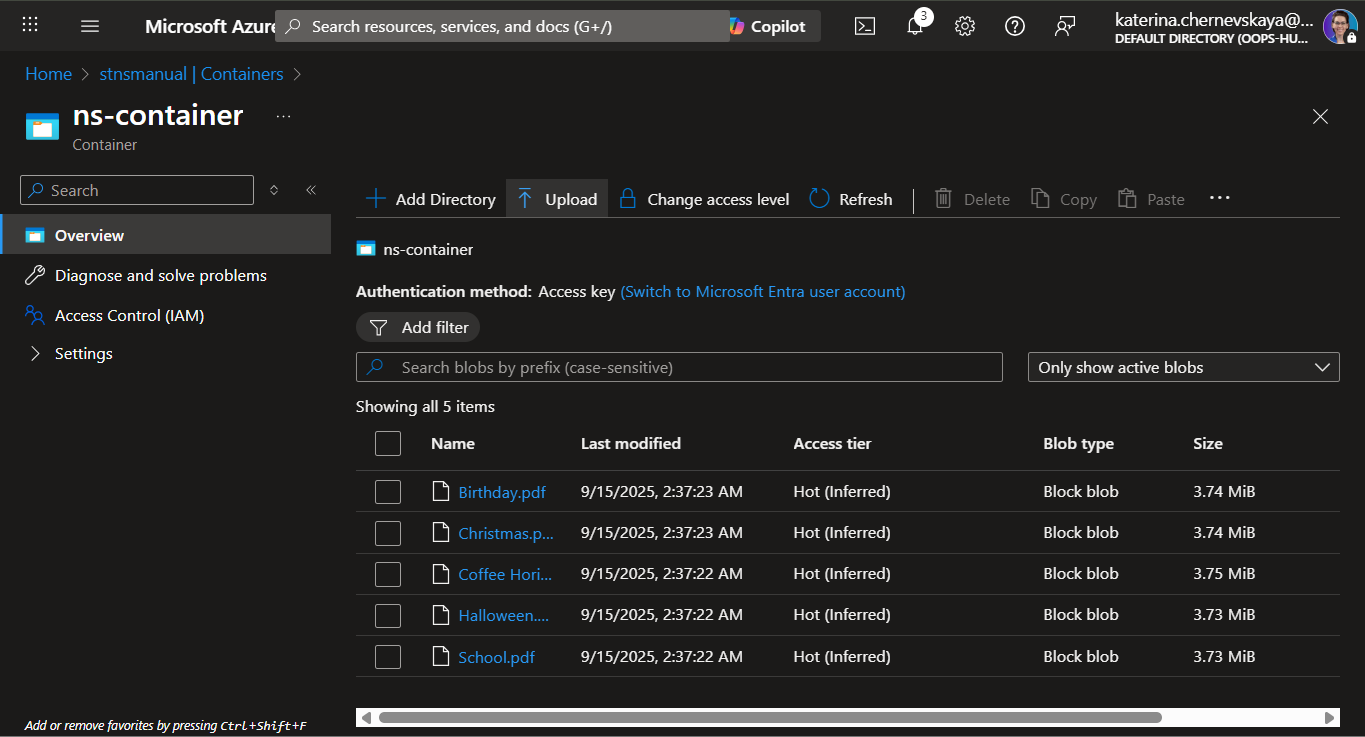 Microsoft Azure
Search resources, services, and docs (G+/)
Copilot
3
katerina.chernevskaya@...
DEFAULT DIRECTORY (OOPS-HU...
Home > stnsmanual | Containers >
ns-container ...
Container
Search
Overview
Diagnose and solve problems
Access Control (IAM)
Settings
Add or remove favorites by pressing Ctrl+Shift+F
Add Directory Upload Change access level Refresh Delete Copy Paste ...
ns-container
Authentication method: Access key (Switch to Microsoft Entra user account)
Add filter
Search blobs by prefix (case-sensitive) Only show active blobs
Showing all 5 items
Name Last modified Access tier Blob type Size
Birthday.pdf 9/15/2025, 2:37:23 AM Hot (Inferred) Block blob 3.74 MiB
Christmas.p... 9/15/2025, 2:37:23 AM Hot (Inferred) Block blob 3.74 MiB
Coffee Hori... 9/15/2025, 2:37:22 AM Hot (Inferred) Block blob 3.75 MiB
Halloween.... 9/15/2025, 2:37:22 AM Hot (Inferred) Block blob 3.73 MiB
School.pdf 9/15/2025, 2:37:22 AM Hot (Inferred) Block blob 3.73 MiB